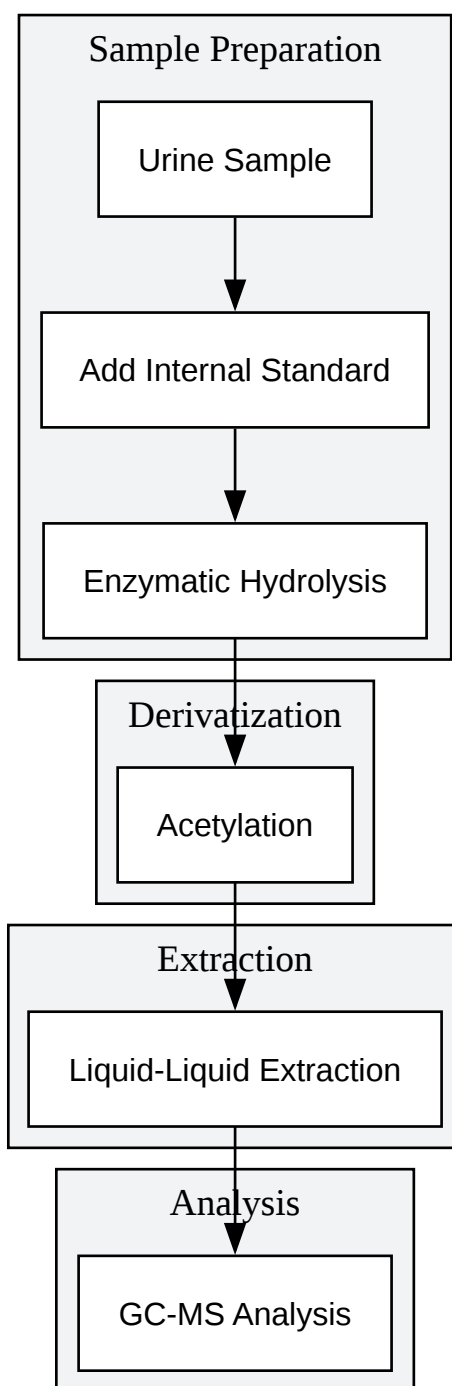 Sample Preparation
Urine Sample
Add Internal Standard
Enzymatic Hydrolysis
Derivatization
Acetylation
Extraction
Liquid-Liquid Extraction
Analysis
GC-MS Analysis